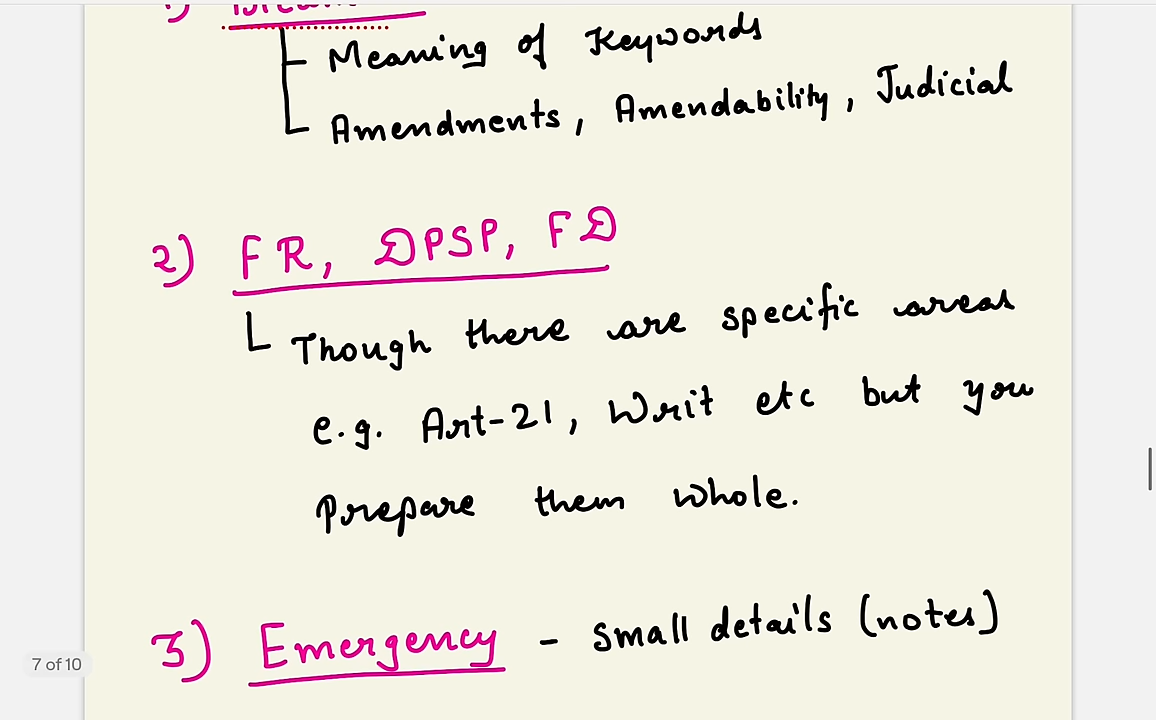 1)
Meaning of Keywords
Amendments, Amendability, Judicial
2) FR, DPSP, FD
Though there are specific areas
e.g. Art-21, Writ etc but you
Prepare them whole.
3) Emergency - Small details (notes)
7 of 10